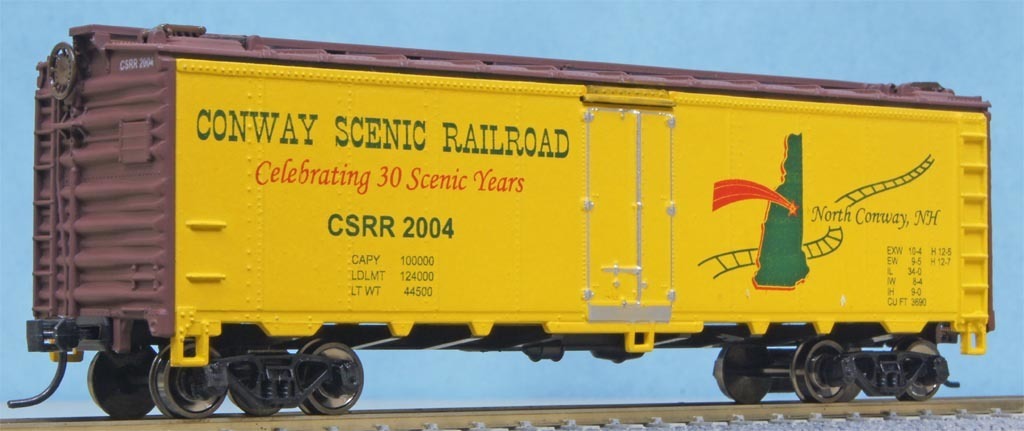 CSRR 2004
CONWAY SCENIC RAILROAD
Celebrating 30 Scenic Years
CSRR 2004
CAPY 100000
LDLMT 124000
LT WT 44500
North Conway, NH
EXW 10-4 H 12-5
EW 9-5 H 12-7
IL 34-0
IW 8-4
IH 9-0
CU FT 3690